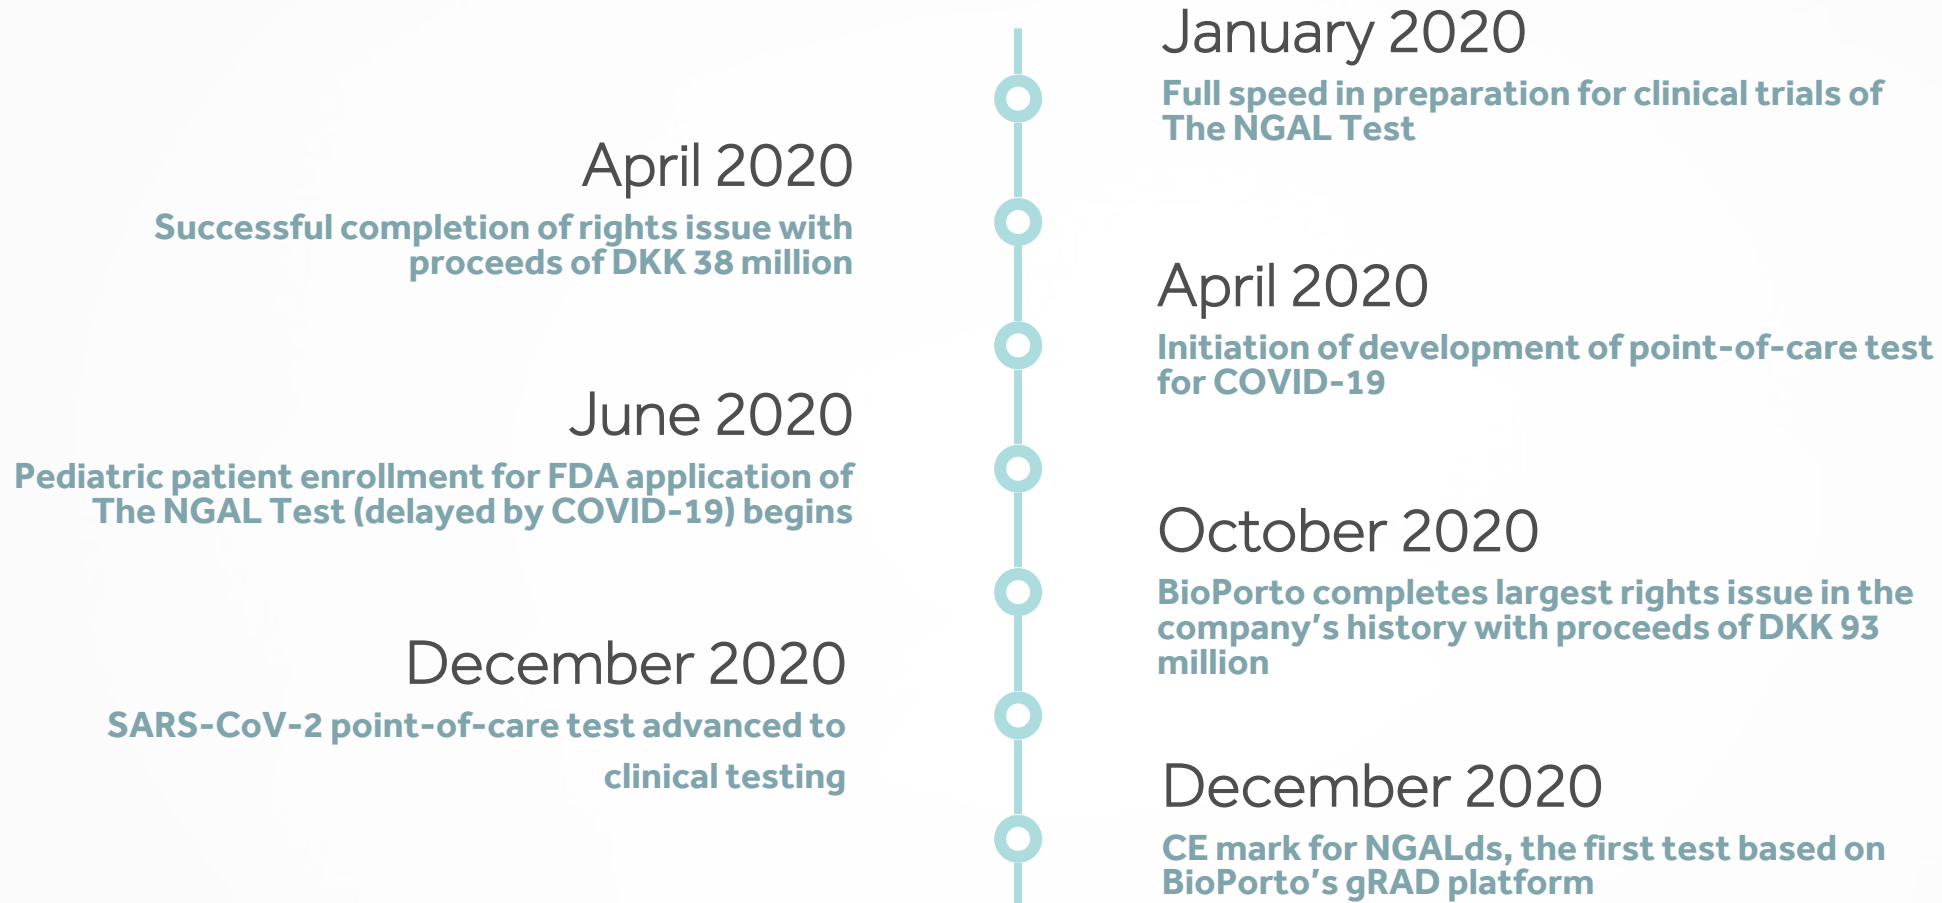 January 2020
Full speed in preparation for clinical trials of
The NGAL Test
April 2020
Successful completion of rights issue with
proceeds of DKK 38 million
April 2020
Initiation of development of point-of-care test
for COVID-19
June 2020
Pediatric patient enrollment for FDA application of
The NGAL Test (delayed by COVID-19) begins
October 2020
BioPorto completes largest rights issue in the
company's history with proceeds of DKK 93
million
December 2020
SARS-CoV-2 point-of-care test advanced to
clinical testing
December 2020
CE mark for NGALds, the first test based on
BioPorto's gRAD platform